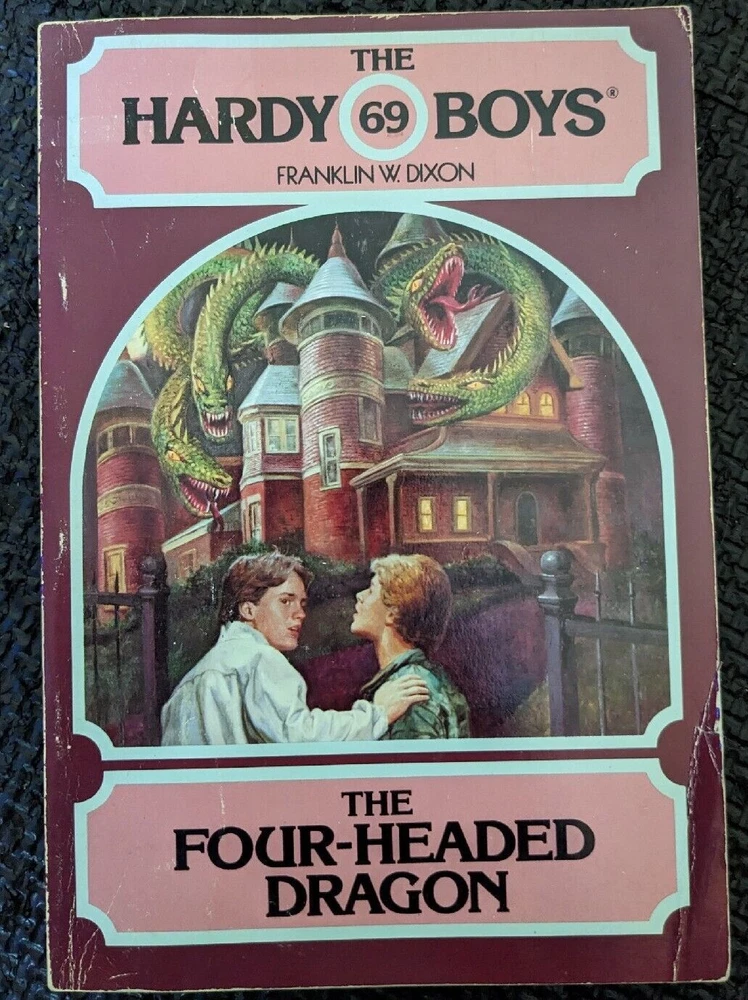 THE
HARDY 69 BOYS®
FRANKLIN W. DIXON
THE
FOUR-HEADED
DRAGON